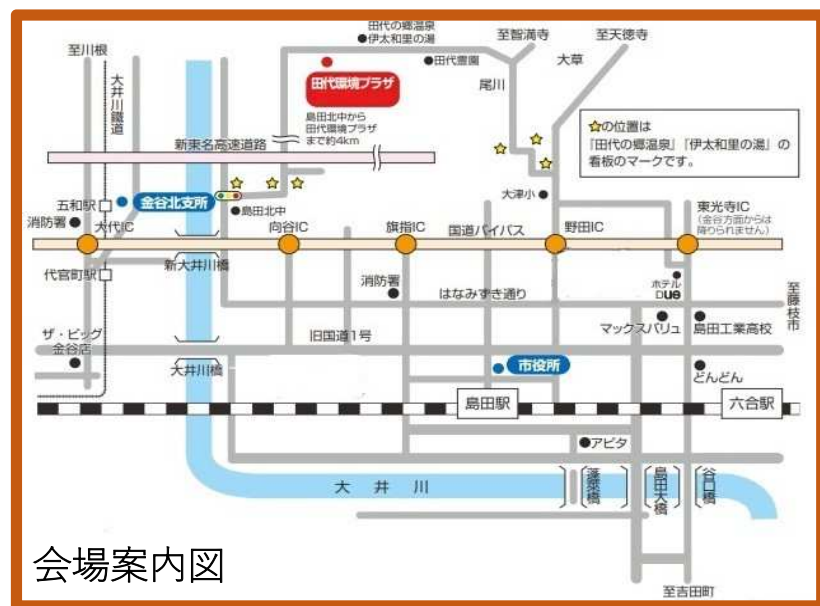 田代の郷温泉
伊太和里の湯
至智満寺
至天徳寺
至川根
大井川鐵道
田代環境プラザ
田代霊園
尾川
大草
島田北中から
田代環境プラザ
まで約4km
新東名高速道路
☆の位置は
「田代の郷温泉」「伊太和里の湯」の
看板のマークです。
五和駅
金谷北支所
島田北中
大津小
東光寺IC
(金谷方面からは
降りられません)
消防署
大代IC
向谷IC
旗指IC
国道バイパス
野田IC
代官町駅
新大井川橋
消防署
はなみずき通り
ホテル
Due
至藤枝市
ザ・ビッグ
金谷店
旧国道1号
マックスバリュ
島田工業高校
大井川橋
市役所
どんどん
島田駅
六合駅
アピタ
大井川
蓬莱橋
島田大橋
谷口橋
会場案内図
至吉田町